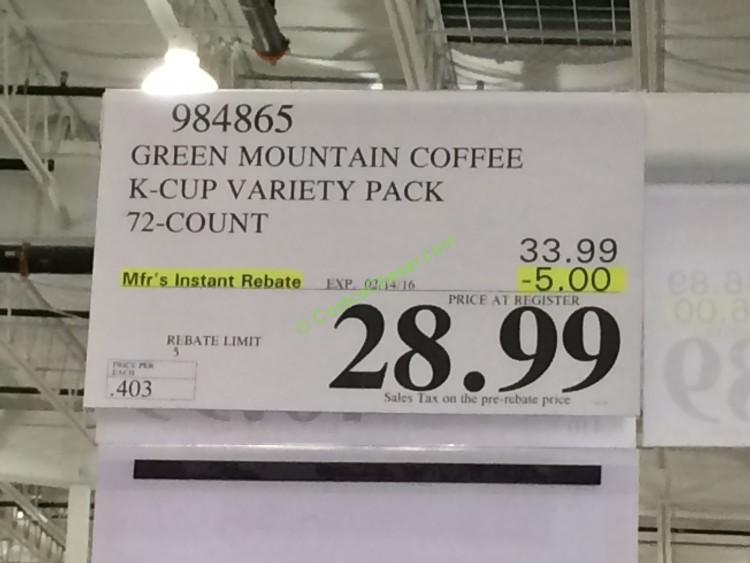 984865
GREEN MOUNTAIN COFFEE
K-CUP VARIETY PACK
72-COUNT
33.99
Mfr's Instant Rebate EXP. 02/14/16 -5.00
PRICE AT REGISTER
28.99
REBATE LIMIT
5
PRICE PER
EACH
.403
Sales Tax on the pre-rebate price